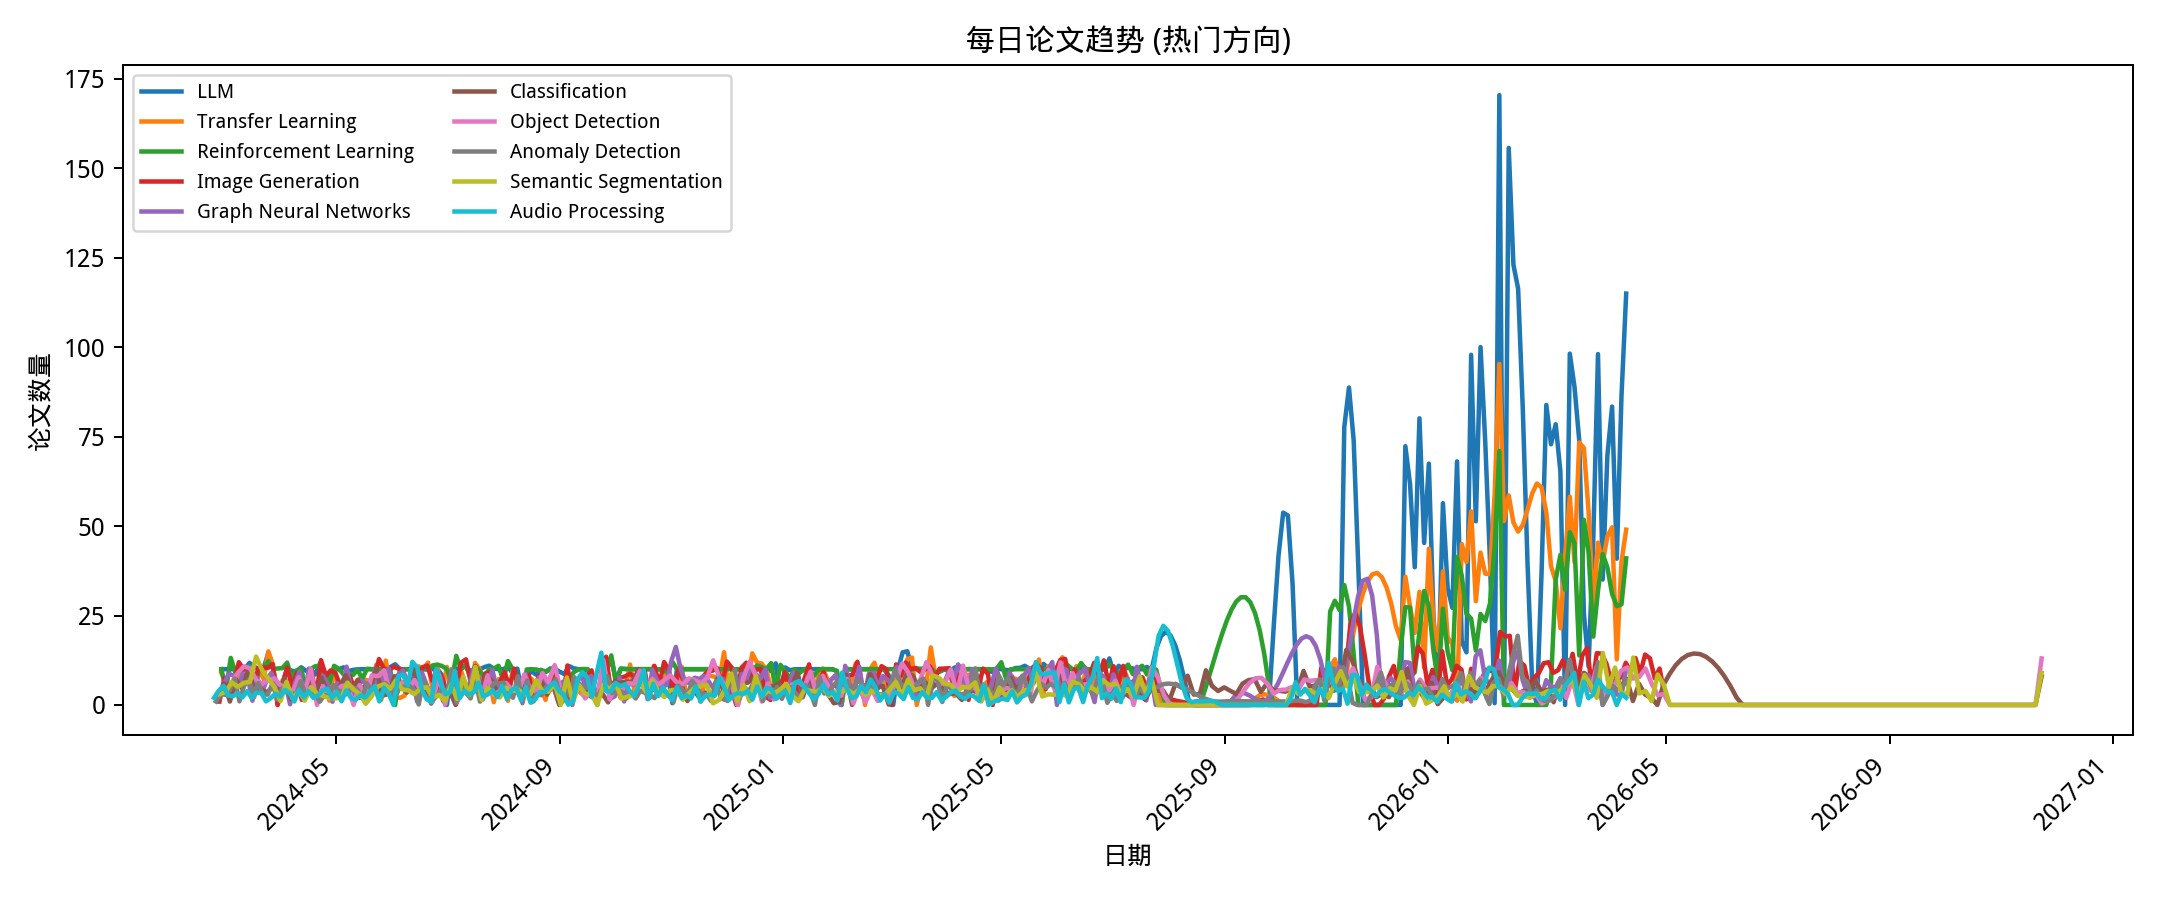 每日论文趋势 (热门方向)
论文数量
175
150
125
100
75
50
25
0
LLM
Transfer Learning
Reinforcement Learning
Image Generation
Graph Neural Networks
Classification
Object Detection
Anomaly Detection
Semantic Segmentation
Audio Processing
2024-05
2024-09
2025-01
2025-05
2025-09
2026-01
2026-05
2026-09
2027-01
日期